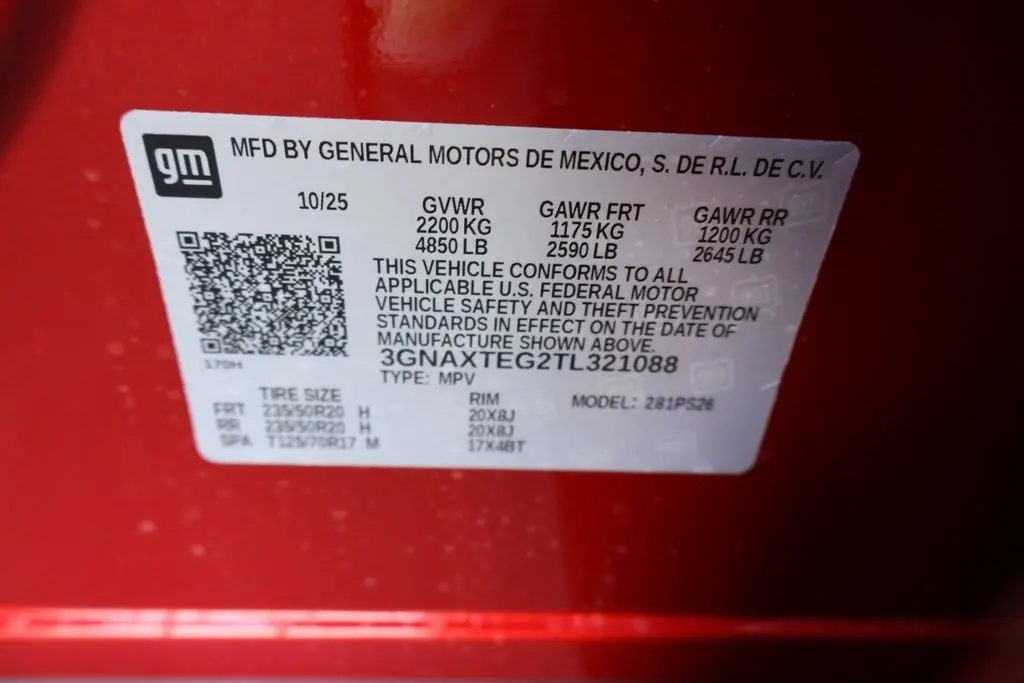 gm MFD BY GENERAL MOTORS DE MEXICO, S. DE R.L. DE C.V.
10/25 GVWR GAWR FRT GAWR RR
2200 KG 1175 KG 1200 KG
4850 LB 2590 LB 2645 LB
THIS VEHICLE CONFORMS TO ALL
APPLICABLE U.S. FEDERAL MOTOR
VEHICLE SAFETY AND THEFT PREVENTION
STANDARDS IN EFFECT ON THE DATE OF
MANUFACTURE SHOWN ABOVE.
170H 3GNAXTEG2TL321088
TYPE: MPV
TIRE SIZE RIM MODEL: 281PS26
FRT 235/50R20 H 20X8J
RR 235/50R20 H 20X8J
SPA T125/70R17 M 17X4BT